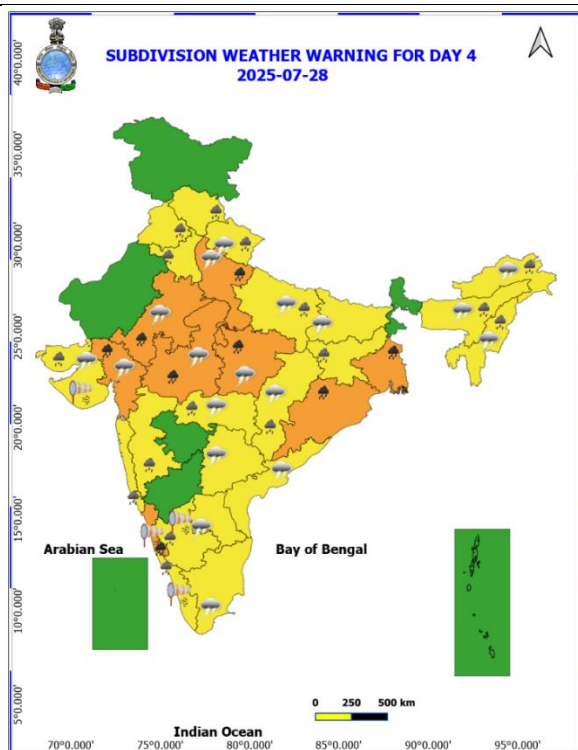 SUBDIVISION WEATHER WARNING FOR DAY 4
2025-07-28
40°0.000'
35°0.000'
30°0.000'
25°0.000'
20°0.000'
15°0.000'
10°0.000'
5°0.000'
Arabian Sea
Bay of Bengal
0 250 500 km
Indian Ocean
70°0.000' 75°0.000' 80°0.000' 85°0.000' 90°0.000' 95°0.000'